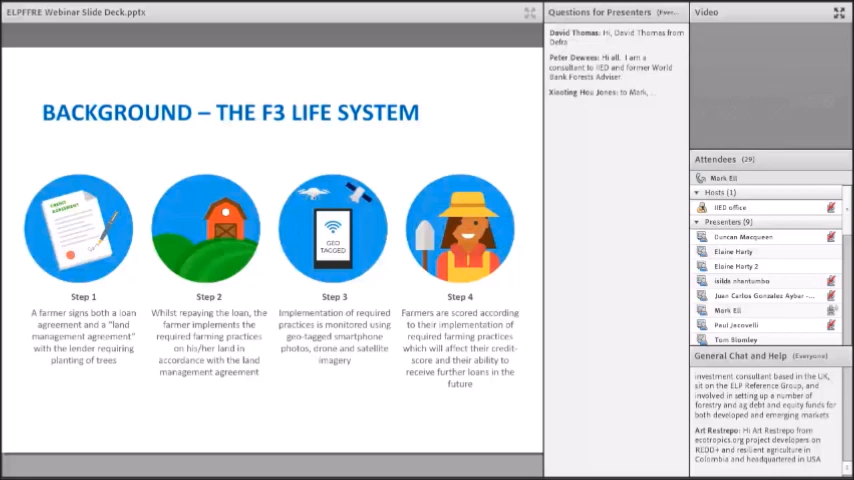 ELPFFRE Webinar Slide Deck.pptx
BACKGROUND – THE F3 LIFE SYSTEM
CREDIT
AGREEMENT
GEO
TAGGED
Step 1
A farmer signs both a loan
agreement and a "land
management agreement"
with the lender requiring
planting of trees
Step 2
Whilst repaying the loan, the
farmer implements the
required farming practices
on his/her land in
accordance with the land
management agreement
Step 3
Implementation of required
practices is monitored using
geo-tagged smartphone
photos, drone and satellite
imagery
Step 4
Farmers are scored according
to their implementation of
required farming practices
which will affect their credit-
score and their ability to
receive further loans in the
future
Questions for Presenters (Ever...
David Thomas: Hi, David Thomas from
Defra
Peter Dewees: Hi all. I am a
consultant to IIED and former World
Bank Forests Adviser.
Xiaoting Hou Jones: to Mark, ...
Video
Attendees (29)
Mark Ell
Hosts (1)
IIED office
Presenters (9)
Duncan Macqueen
Elaine Harty
Elaine Harty 2
isilda nhantumbo
Juan Carlos Gonzalez Aybar -...
Mark Ell
Paul Jacovelli
Tom Blomley
General Chat and Help (Everyone)
investment consultant based in the UK,
sit on the ELP Reference Group, and
involved in setting up a number of
forestry and ag debt and equity funds for
both developed and emerging markets
Art Restrepo: Hi Art Restrepo from
ecotropics.org project developers on
REDD+ and resilient agriculture in
Colombia and headquartered in USA